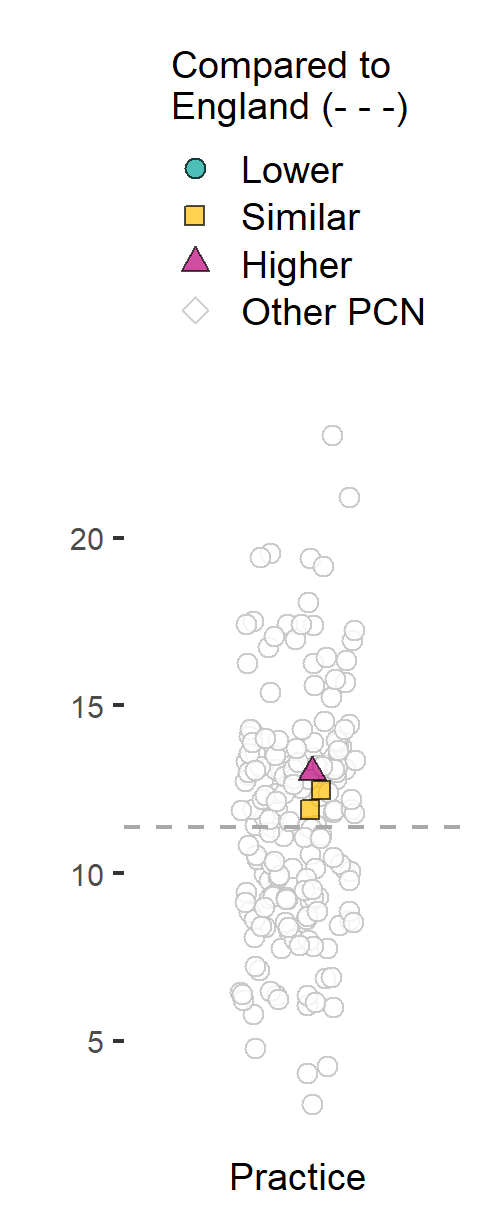 Compared to
England (- - -)
Lower
Similar
Higher
Other PCN
20
15
10
5
Practice